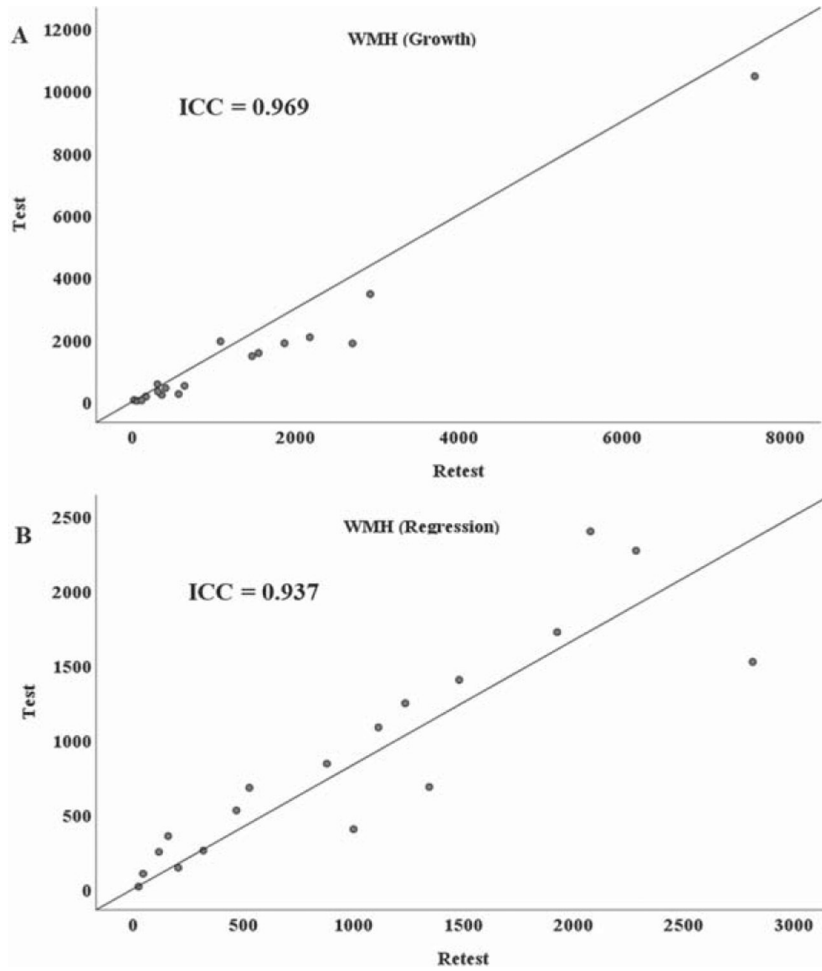 A
WMH (Growth)
12000
ICC = 0.969
10000
8000
Test
6000
4000
2000
0
0 2000 4000 6000 8000
Retest
B
WMH (Regression)
2500
ICC = 0.937
2000
1500
Test
1000
500
0
0 500 1000 1500 2000 2500 3000
Retest